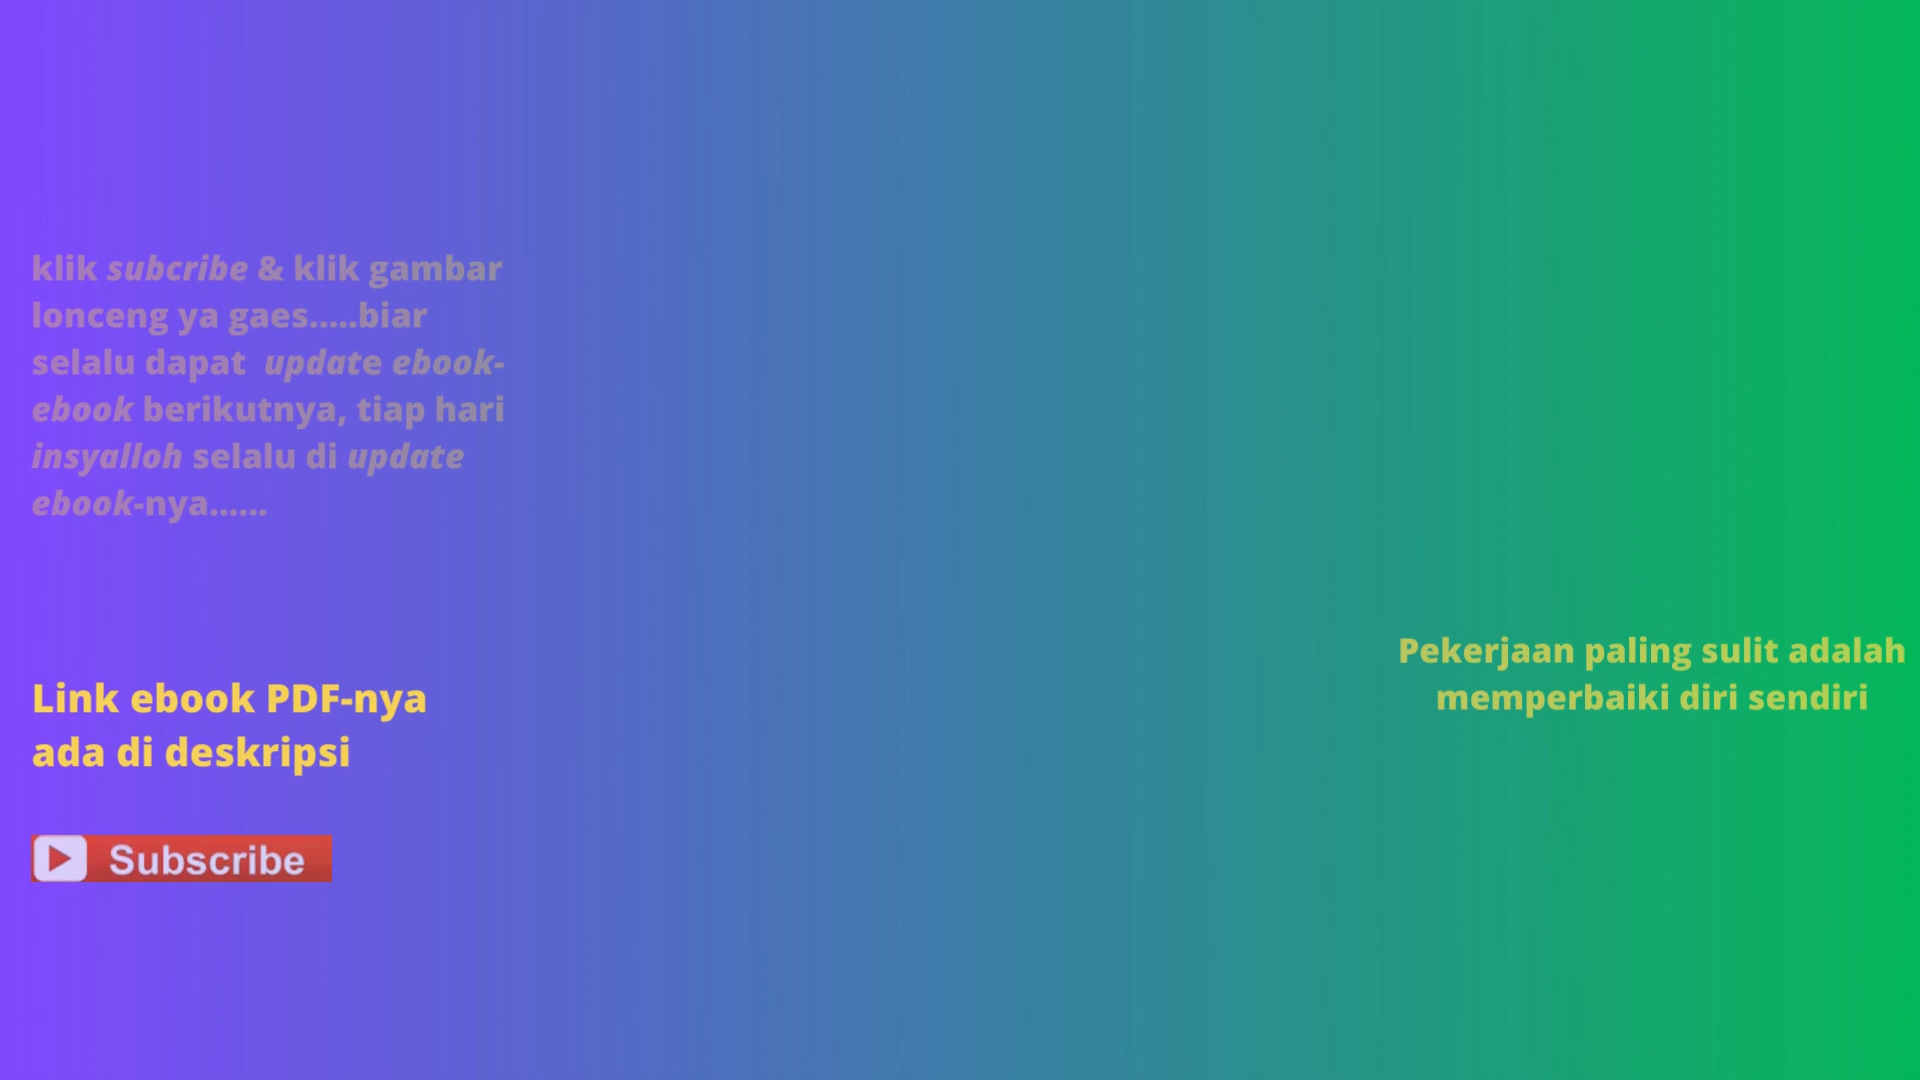 klik subcribe & klik gambar
lonceng ya gaes.....biar
selalu dapat update ebook-
ebook berikutnya, tiap hari
insyalloh selalu di update
ebook-nya......
Link ebook PDF-nya
ada di deskripsi
Subscribe
Pekerjaan paling sulit adalah
memperbaiki diri sendiri